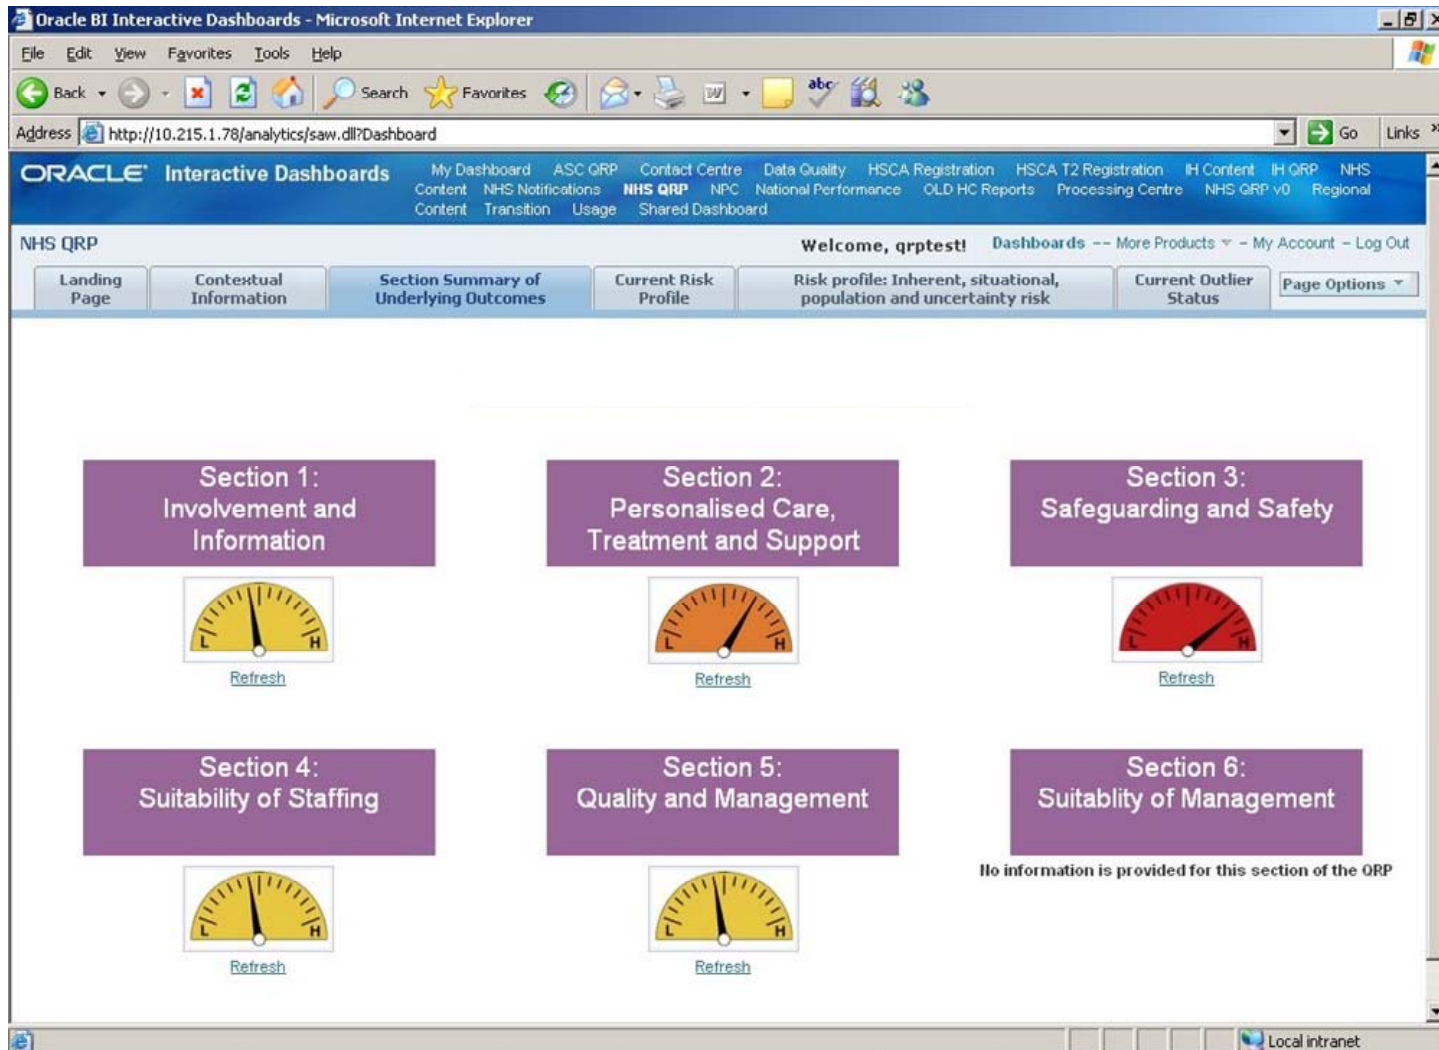 Oracle BI Interactive Dashboards - Microsoft Internet Explorer
File Edit View Favorites Tools Help
Back Search Favorites
Address http://10.215.1.78/analytics/saw.dll?Dashboard Go Links »
ORACLE Interactive Dashboards My Dashboard ASC QRP Contact Centre Data Quality HSCA Registration HSCA T2 Registration IH Content IH QRP NHS
Content NHS Notifications NHS QRP NPC National Performance OLD HC Reports Processing Centre NHS QRP v0 Regional
Content Transition Usage Shared Dashboard
NHS QRP Welcome, qrptest! Dashboards -- More Products - My Account - Log Out
Landing Page
Contextual Information
Section Summary of Underlying Outcomes
Current Risk Profile
Risk profile: Inherent, situational, population and uncertainty risk
Current Outlier Status
Page Options
Section 1:
Involvement and
Information
L H
Refresh
Section 2:
Personalised Care,
Treatment and Support
L H
Refresh
Section 3:
Safeguarding and Safety
L H
Refresh
Section 4:
Suitability of Staffing
L H
Refresh
Section 5:
Quality and Management
L H
Refresh
Section 6:
Suitablity of Management
No information is provided for this section of the QRP
Local intranet